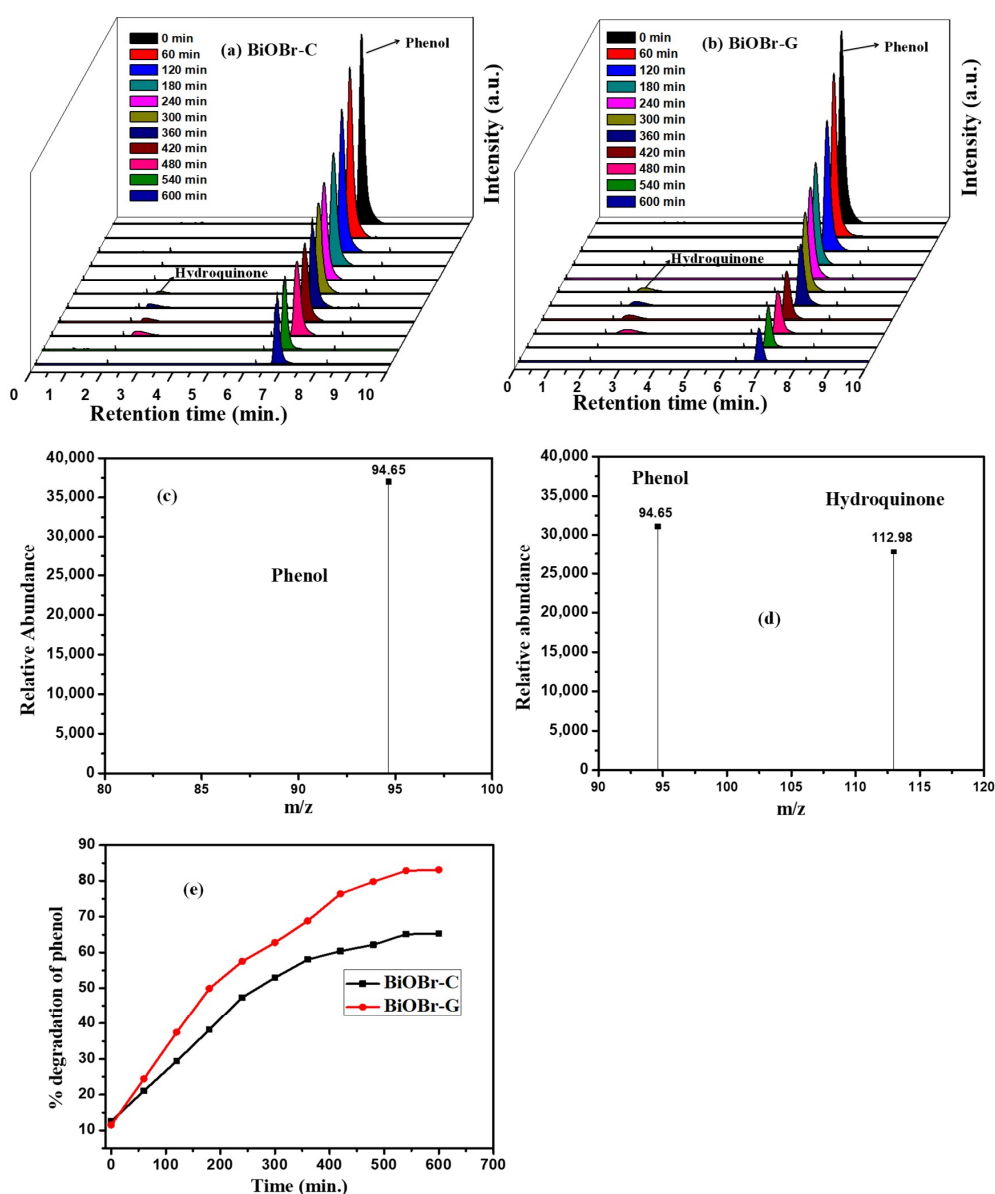 (a) BiOBr-C
Phenol
0 min
60 min
120 min
180 min
240 min
300 min
360 min
420 min
480 min
540 min
600 min
Hydroquinone
Intensity (a.u.)
0 1 2 3 4 5 6 7 8 9 10
Retention time (min.)
(b) BiOBr-G
Phenol
0 min
60 min
120 min
180 min
240 min
300 min
360 min
420 min
480 min
540 min
600 min
Hydroquinone
Intensity (a.u.)
0 1 2 3 4 5 6 7 8 9 10
Retention time (min.)
40,000
35,000
30,000
25,000
20,000
15,000
10,000
5,000
0
Relative Abundance
(c)
94.65
Phenol
80 85 90 95 100
m/z
40,000
35,000
30,000
25,000
20,000
15,000
10,000
5,000
0
Relative abundance
Phenol
94.65
Hydroquinone
112.98
(d)
90 95 100 105 110 115 120
m/z
90
80
70
60
50
40
30
20
10
% degradation of phenol
(e)
BiOBr-C
BiOBr-G
0 100 200 300 400 500 600 700
Time (min.)